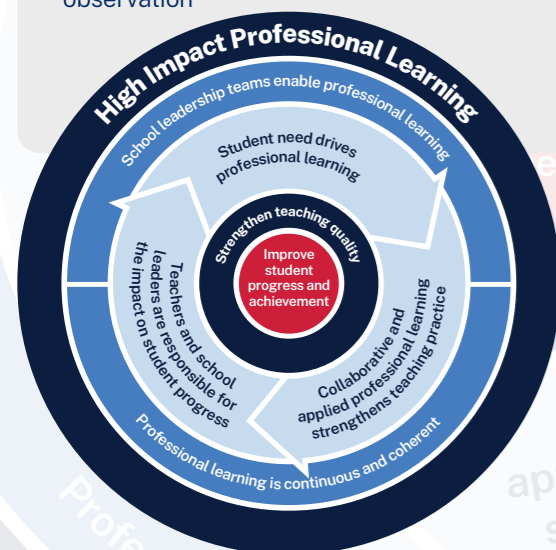 observation
High Impact Professional Learning
School leadership teams enable professional learning
Student need drives
professional learning
Strengthen teaching quality
Improve
student
progress and
achievement
Collaborative and
applied professional learning
strengthens teaching practice
Teachers and school
leaders are responsible for
the impact on student progress
Professional learning is continuous and coherent